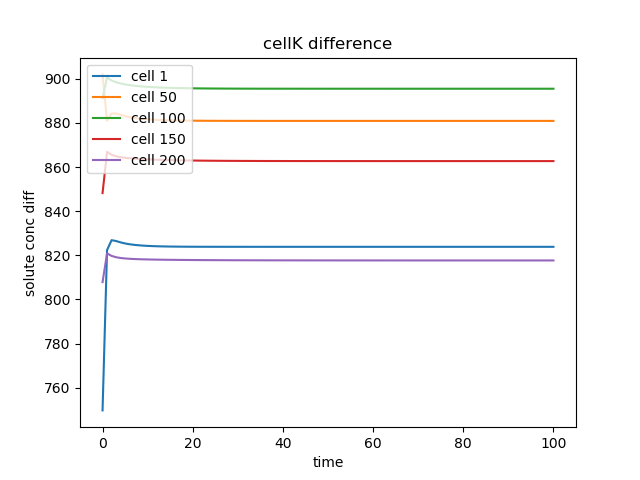 cellK difference
cell 1
cell 50
cell 100
cell 150
cell 200
solute conc diff
900
880
860
840
820
800
780
760
0 20 40 60 80 100
time